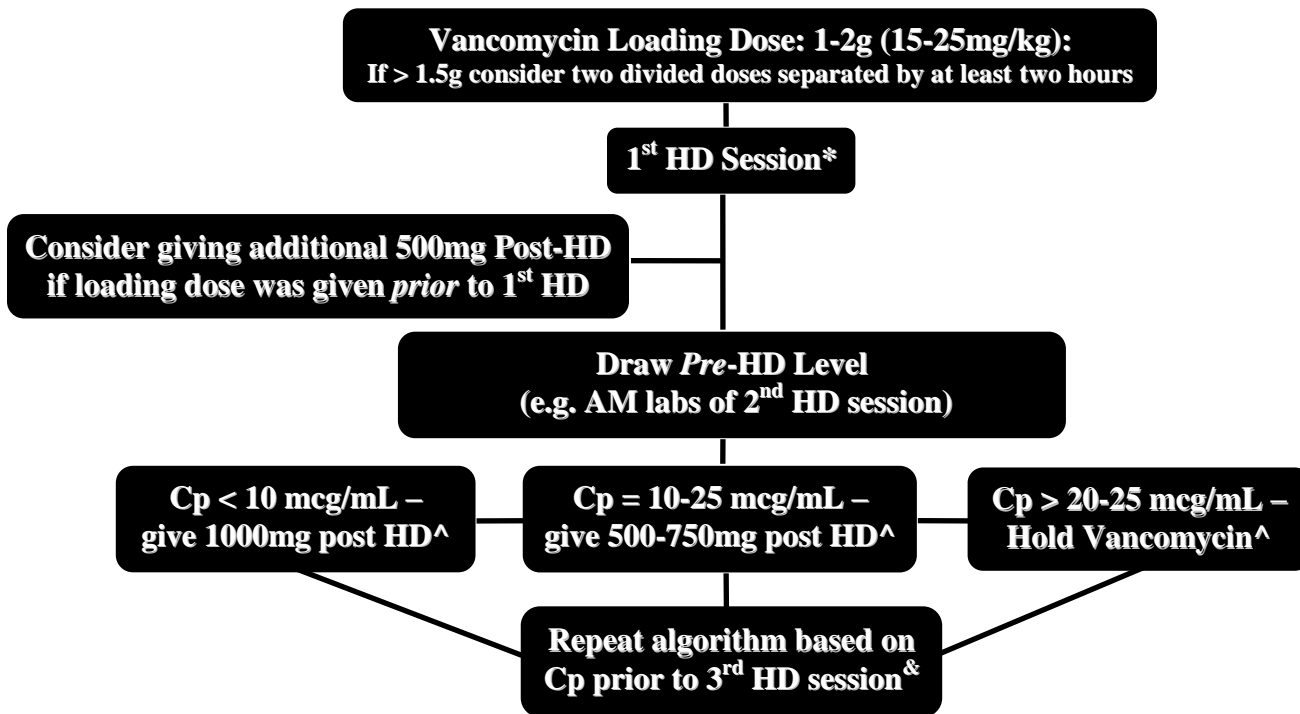 Vancomycin Loading Dose: 1-2g (15-25mg/kg):
If > 1.5g consider two divided doses separated by at least two hours
1st HD Session*
Consider giving additional 500mg Post-HD
if loading dose was given prior to 1st HD
Draw Pre-HD Level
(e.g. AM labs of 2nd HD session)
Cp < 10 mcg/mL –
give 1000mg post HD^
Cp = 10-25 mcg/mL –
give 500-750mg post HD^
Cp > 20-25 mcg/mL –
Hold Vancomycin^
Repeat algorithm based on
Cp prior to 3rd HD session&